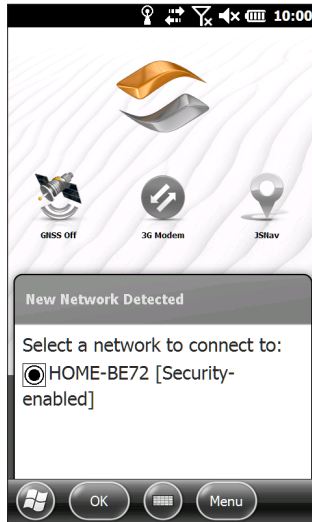 10:00
GNSS Off
3G Modem
JSNav
New Network Detected
Select a network to connect to:
HOME-BE72 [Security-
enabled]
OK
Menu